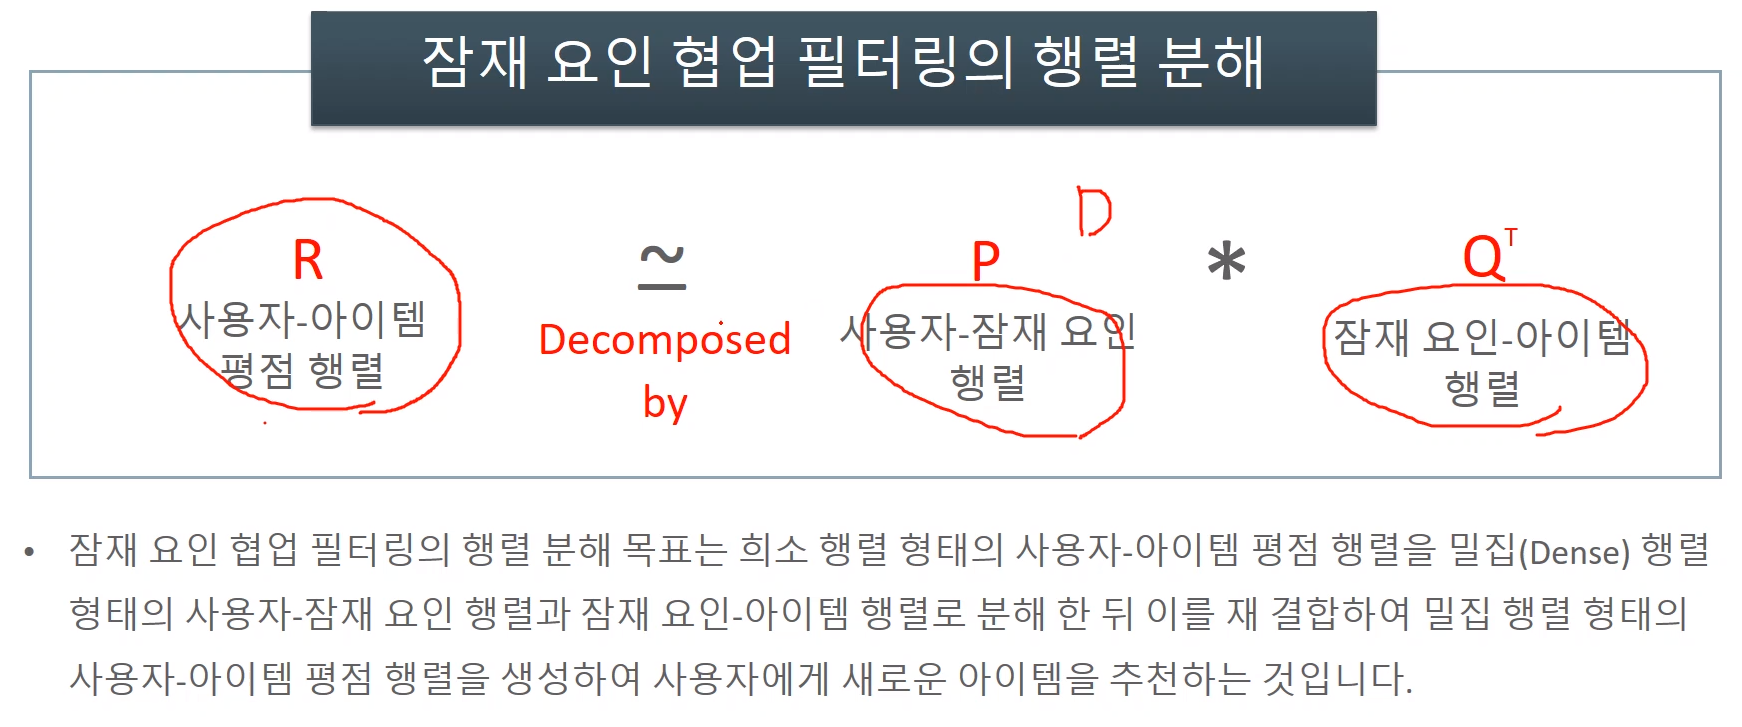 잠재 요인 협업 필터링의 행렬 분해
D
R ~ P * Qᵀ
사용자-아이템 평점 행렬
Decomposed by
사용자-잠재 요인 행렬
잠재 요인-아이템 행렬
• 잠재 요인 협업 필터링의 행렬 분해 목표는 희소 행렬 형태의 사용자-아이템 평점 행렬을 밀집(Dense) 행렬
형태의 사용자-잠재 요인 행렬과 잠재 요인-아이템 행렬로 분해 한 뒤 이를 재 결합하여 밀집 행렬 형태의
사용자-아이템 평점 행렬을 생성하여 사용자에게 새로운 아이템을 추천하는 것입니다.